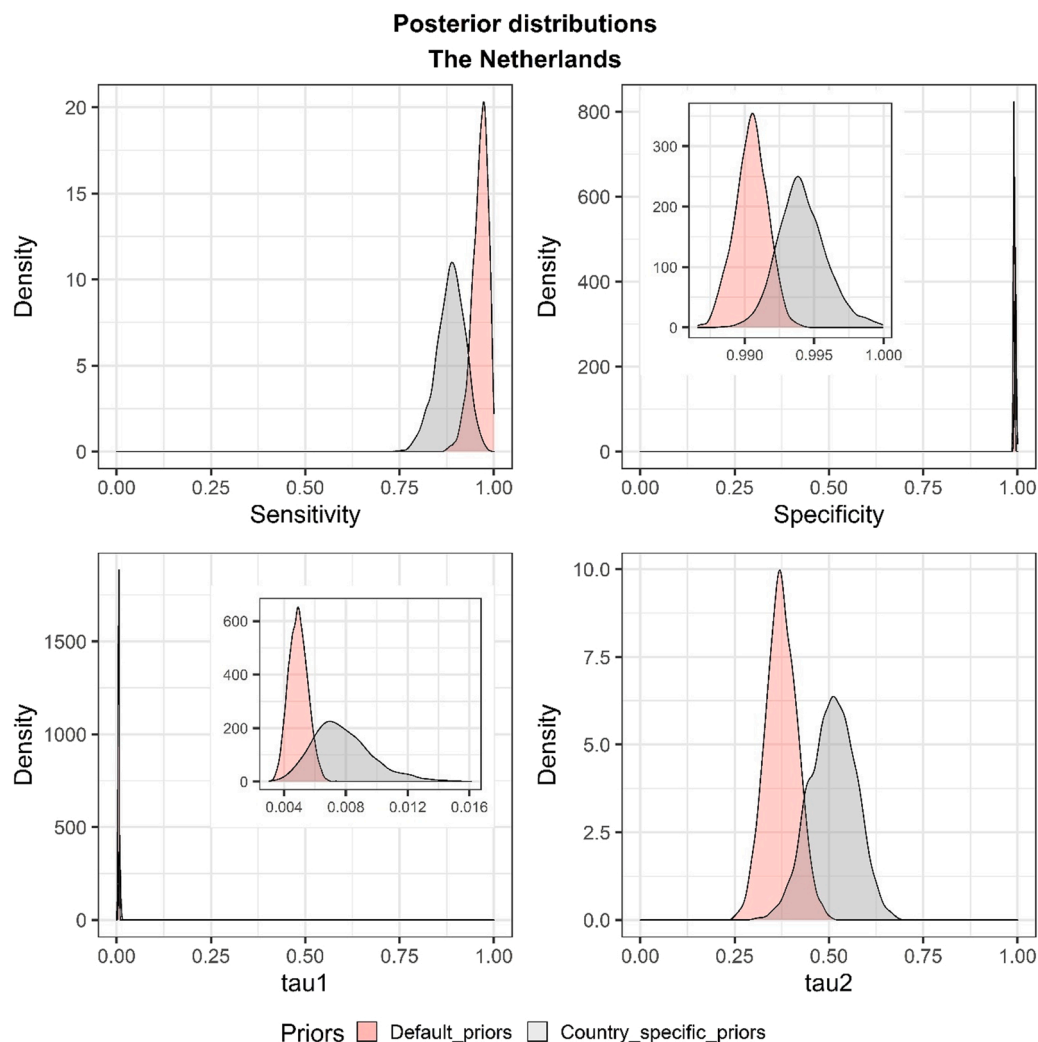 Posterior distributions
The Netherlands
20
15
10
5
0
Density
0.00 0.25 0.50 0.75 1.00
Sensitivity
800
600
400
200
0
Density
300
200
100
0
0.990 0.995 1.000
0.00 0.25 0.50 0.75 1.00
Specificity
1500
1000
500
0
Density
600
400
200
0
0.004 0.008 0.012 0.016
0.00 0.25 0.50 0.75 1.00
tau1
10.0
7.5
5.0
2.5
0.0
Density
0.00 0.25 0.50 0.75 1.00
tau2
Priors Default_priors Country_specific_priors